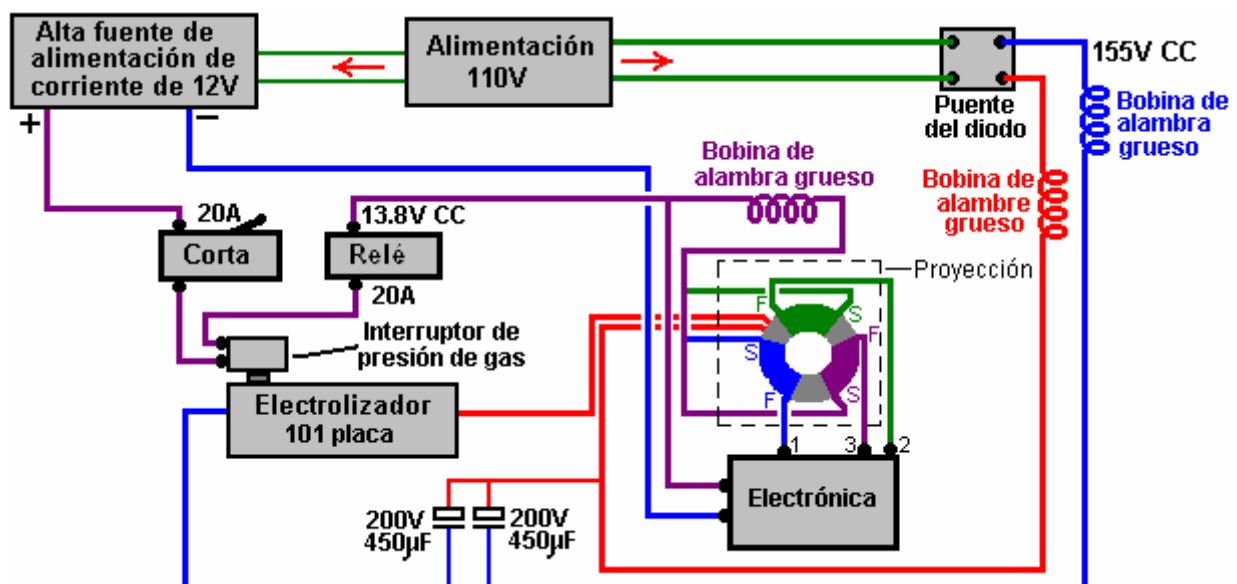 Alta fuente de
alimentación de
corriente de 12V
Alimentación
110V
155V CC
Puente
del diodo
Bobina de
alambra
grueso
+
−
Bobina de
alambra grueso
Bobina de
alambre
grueso
20A
13.8V CC
Corta
Relé
20A
Proyección
F
S
F
S
S
F
Interruptor de
presión de gas
Electrolizador
101 placa
1
3
2
Electrónica
200V
450µF
200V
450µF